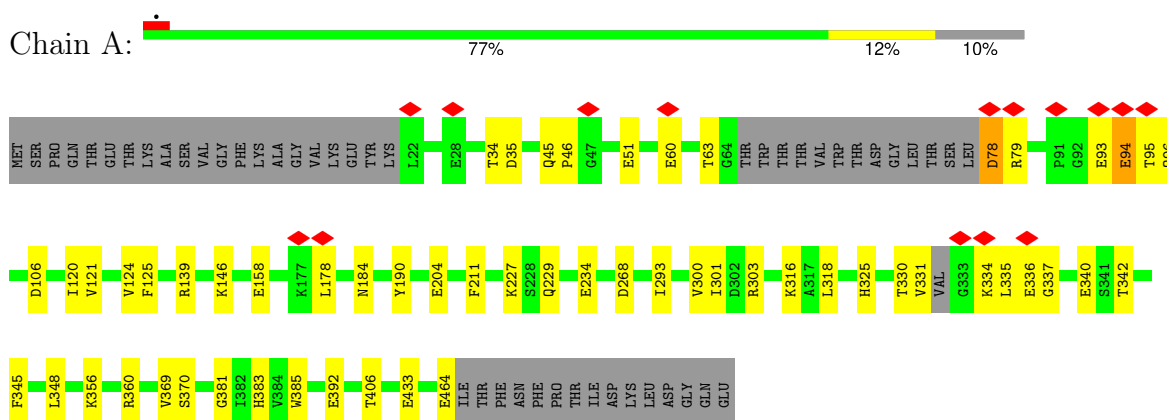 Chain A:
77% 12% 10%
MET SER PRO GLN THR GLU THR LYS ALA SER VAL GLY PHE LYS ALA GLY VAL LYS GLU TYR LYS L22 E28 T34 D35 Q45 P46 G47 E51 E60 T63 G64 THR TRP THR THR VAL TRP THR ASP GLY LEU THR SER LEU D78 R79 P91 G92 E93 E94 T95
D106 I120 V121 V124 F125 R139 K146 E158 K177 L178 N184 Y190 E204 F211 K227 S228 Q229 E234 D268 I293 V300 I301 D302 R303 K316 A317 L318 H325 T330 V331 VAL G333 K334 L335 E336 G337 E340 S341 T342
F345 L348 K356 R360 V369 S370 G381 I382 H383 V384 W385 E392 T406 E433 E464 ILE THR PHE ASN PHE PRO THR ILE ASP LYS LEU ASP GLY GLN GLU